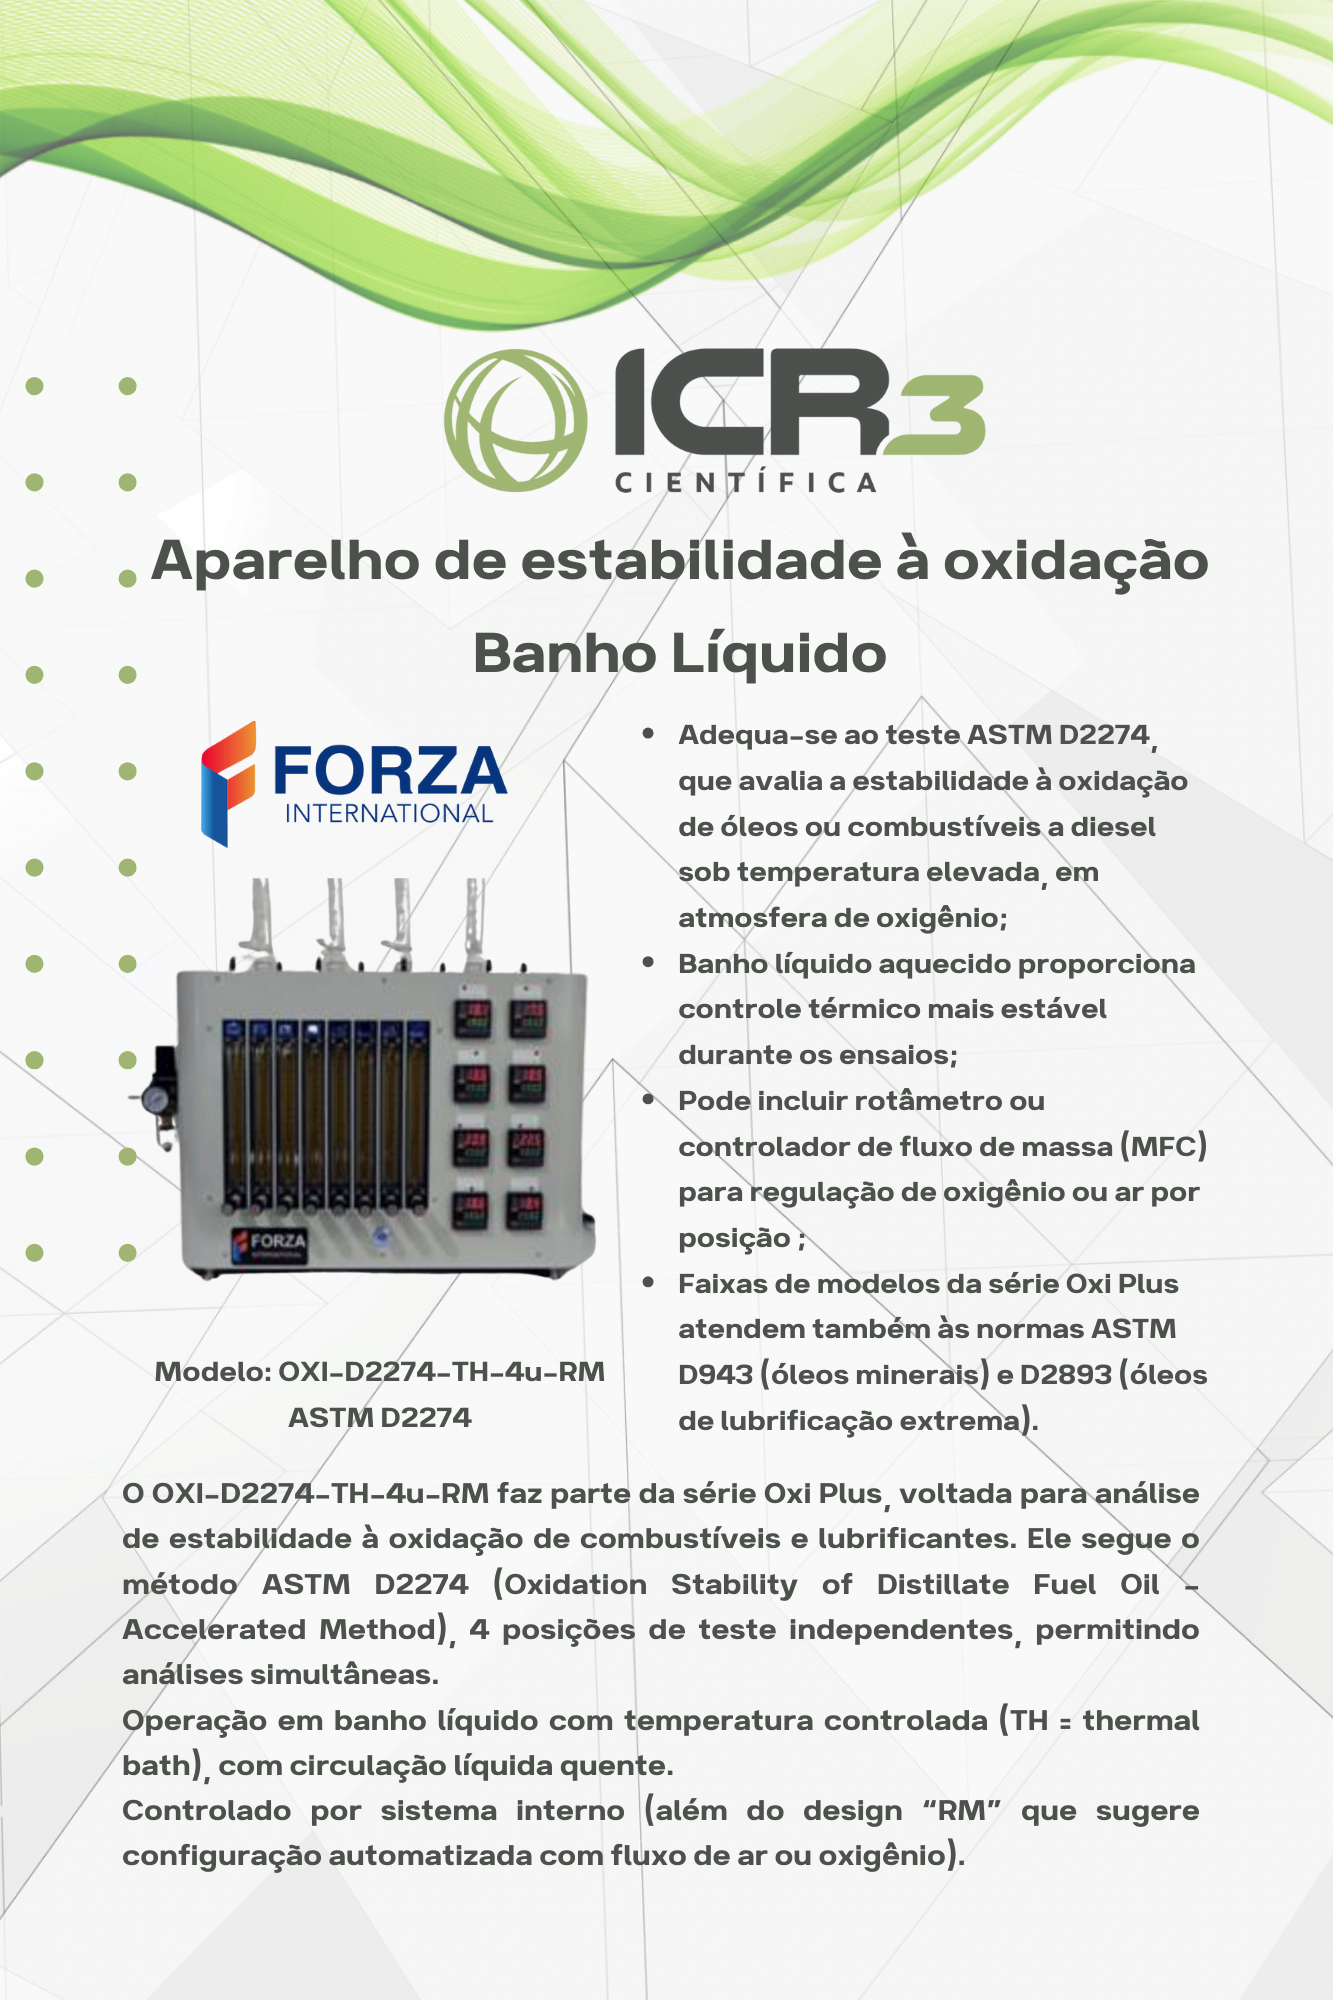 ICR3
CIENTÍFICA
Aparelho de estabilidade à oxidação
Banho Líquido
FORZA
INTERNATIONAL
• Adequa-se ao teste ASTM D2274,
que avalia a estabilidade à oxidação
de óleos ou combustíveis a diesel
sob temperatura elevada, em
atmosfera de oxigênio;
• Banho líquido aquecido proporciona
controle térmico mais estável
durante os ensaios;
• Pode incluir rotâmetro ou
controlador de fluxo de massa (MFC)
para regulação de oxigênio ou ar por
posição ;
• Faixas de modelos da série Oxi Plus
atendem também às normas ASTM
D943 (óleos minerais) e D2893 (óleos
de lubrificação extrema).
FORZA
INTERNATIONAL
Modelo: OXI-D2274-TH-4u-RM
ASTM D2274
O OXI-D2274-TH-4u-RM faz parte da série Oxi Plus, voltada para análise
de estabilidade à oxidação de combustíveis e lubrificantes. Ele segue o
método ASTM D2274 (Oxidation Stability of Distillate Fuel Oil -
Accelerated Method), 4 posições de teste independentes, permitindo
análises simultâneas.
Operação em banho líquido com temperatura controlada (TH = thermal
bath), com circulação líquida quente.
Controlado por sistema interno (além do design “RM” que sugere
configuração automatizada com fluxo de ar ou oxigênio).